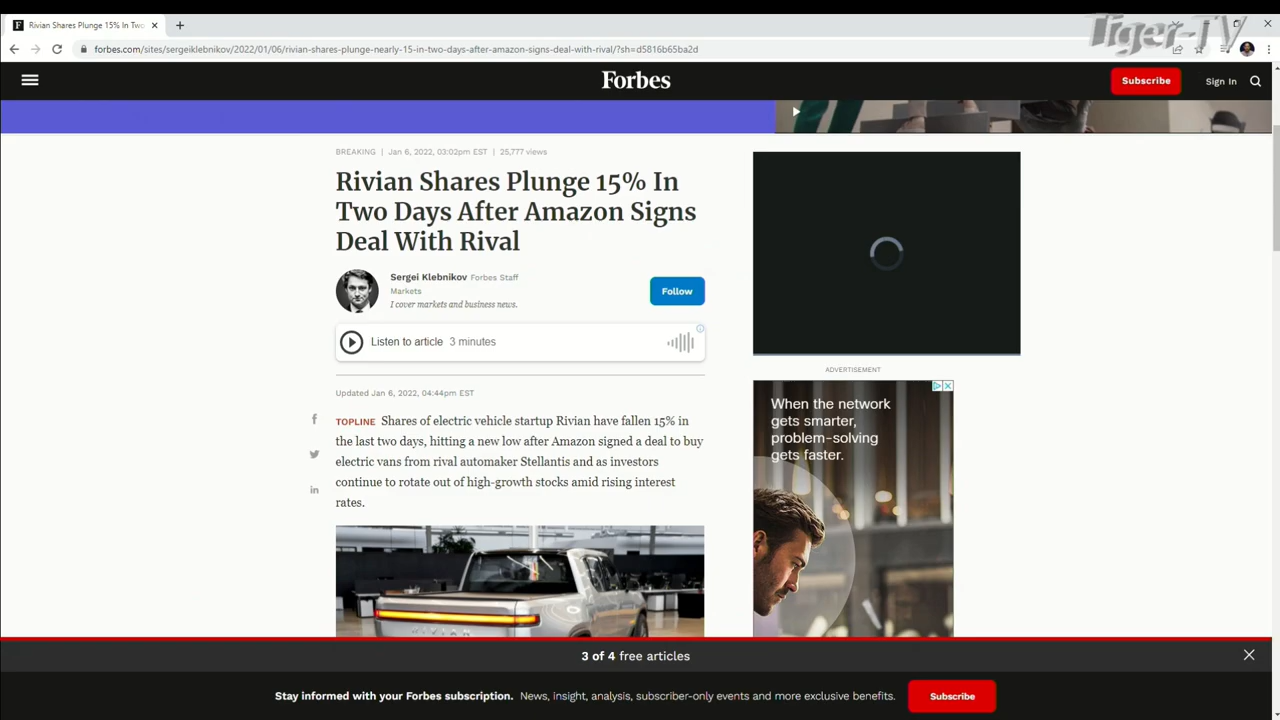 Rivian Shares Plunge 15% In Two
Tiger-TV
forbes.com/sites/sergeiklebnikov/2022/01/06/rivian-shares-plunge-nearly-15-in-two-days-after-amazon-signs-deal-with-rival/?sh=d5816b65ba2d
Forbes
Subscribe
Sign In
BREAKING | Jan 6, 2022, 03:02pm EST | 25,777 views
Rivian Shares Plunge 15% In
Two Days After Amazon Signs
Deal With Rival
Sergei Klebnikov Forbes Staff
Markets
I cover markets and business news.
Follow
Listen to article 3 minutes
Updated Jan 6, 2022, 04:44pm EST
TOPLINE Shares of electric vehicle startup Rivian have fallen 15% in
the last two days, hitting a new low after Amazon signed a deal to buy
electric vans from rival automaker Stellantis and as investors
continue to rotate out of high-growth stocks amid rising interest
rates.
ADVERTISEMENT
When the network
gets smarter,
problem-solving
gets faster.
3 of 4 free articles
Stay informed with your Forbes subscription. News, insight, analysis, subscriber-only events and more exclusive benefits.
Subscribe